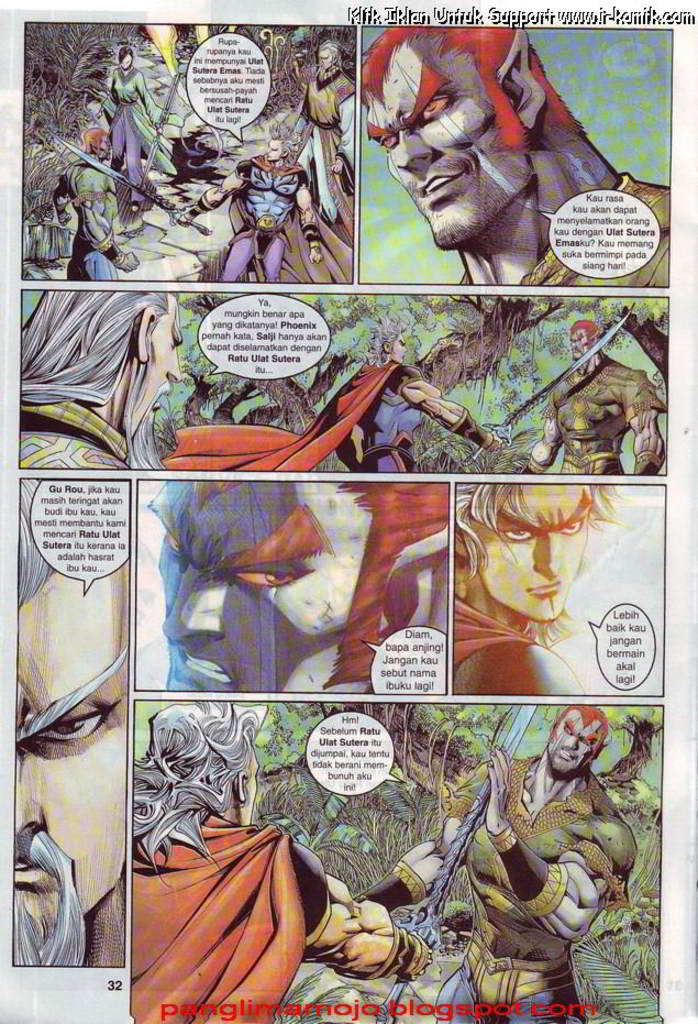 Klik Iklan Untuk Support www.ir-komik.com
Rupa-
rupanya kau
ini mempunyai Ulat
Sutera Emas. Tiada
sebabnya aku mesti
bersusah-payah
mencari Ratu
Ulat Sutera
itu lagi!
Kau rasa
kau akan dapat
menyelamatkan orang
kau dengan Ulat Sutera
Emasku? Kau memang
suka bermimpi pada
siang hari!
Ya,
mungkin benar apa
yang dikatanya! Phoenix
pernah kata, Salji hanya akan
dapat diselamatkan dengan
Ratu Ulat Sutera
itu...
Gu Rou, jika kau
masih teringat akan
budi ibu kau, kau
mesti membantu kami
mencari Ratu Ulat
Sutera itu kerana ia
adalah hasrat
ibu kau...
Diam,
bapa anjing!
Jangan kau
sebut nama
ibuku lagi!
Lebih
baik kau
jangan
bermain
akal
lagi!
Hm!
Sebelum Ratu
Ulat Sutera itu
dijumpai, kau tentu
tidak berani mem-
bunuh aku
ini!
32
panglimamojo.blogspot.com